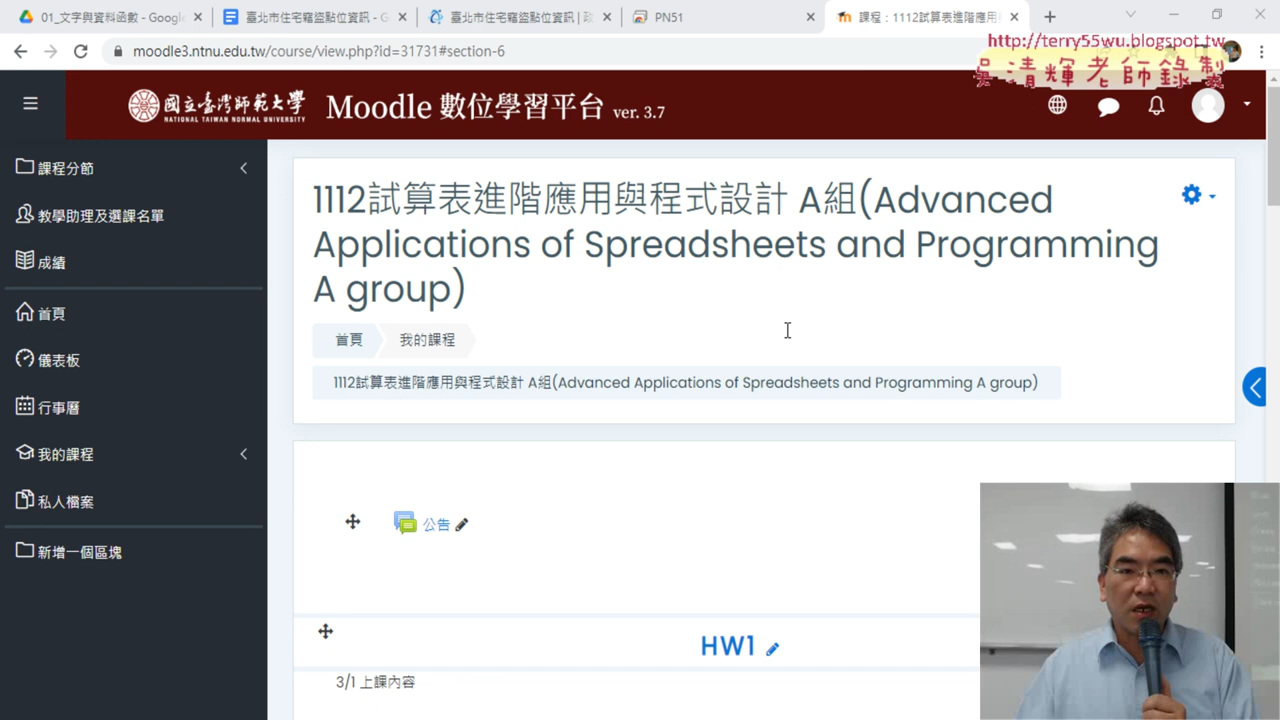 01_文字與資料函數 - Google
臺北市住宅竊盜點位資訊 - G
臺北市住宅竊盜點位資訊 | 政
PN51
課程：1112試算表進階應用
moodle3.ntnu.edu.tw/course/view.php?id=31731#section-6
http://terry55wu.blogspot.tw
吳清輝老師錄製
國立臺灣師範大學
NATIONAL TAIWAN NORMAL UNIVERSITY
Moodle 數位學習平台 ver. 3.7
課程分節
教學助理及選課名單
成績
首頁
儀表板
行事曆
我的課程
私人檔案
新增一個區塊
1112試算表進階應用與程式設計 A組(Advanced
Applications of Spreadsheets and Programming
A group)
首頁
我的課程
1112試算表進階應用與程式設計 A組(Advanced Applications of Spreadsheets and Programming A group)
公告
HW1
3/1 上課內容